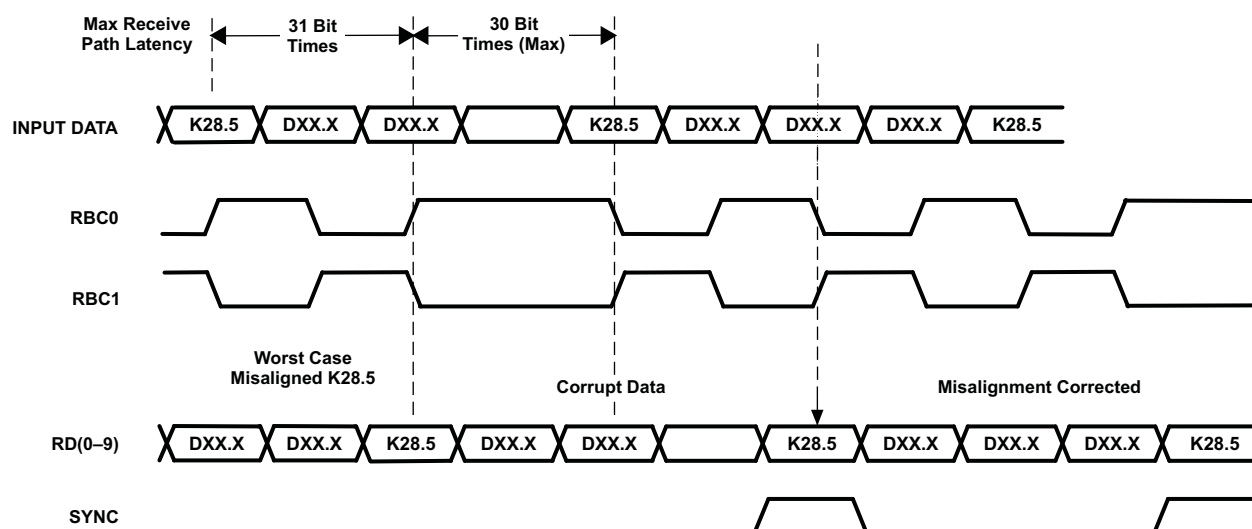 Max Receive
Path Latency
31 Bit
Times
30 Bit
Times (Max)
INPUT DATA
K28.5 DXX.X DXX.X K28.5 DXX.X DXX.X DXX.X K28.5
RBC0
RBC1
Worst Case
Misaligned K28.5
Corrupt Data
Misalignment Corrected
RD(0–9)
DXX.X DXX.X K28.5 DXX.X DXX.X K28.5 DXX.X DXX.X DXX.X K28.5
SYNC